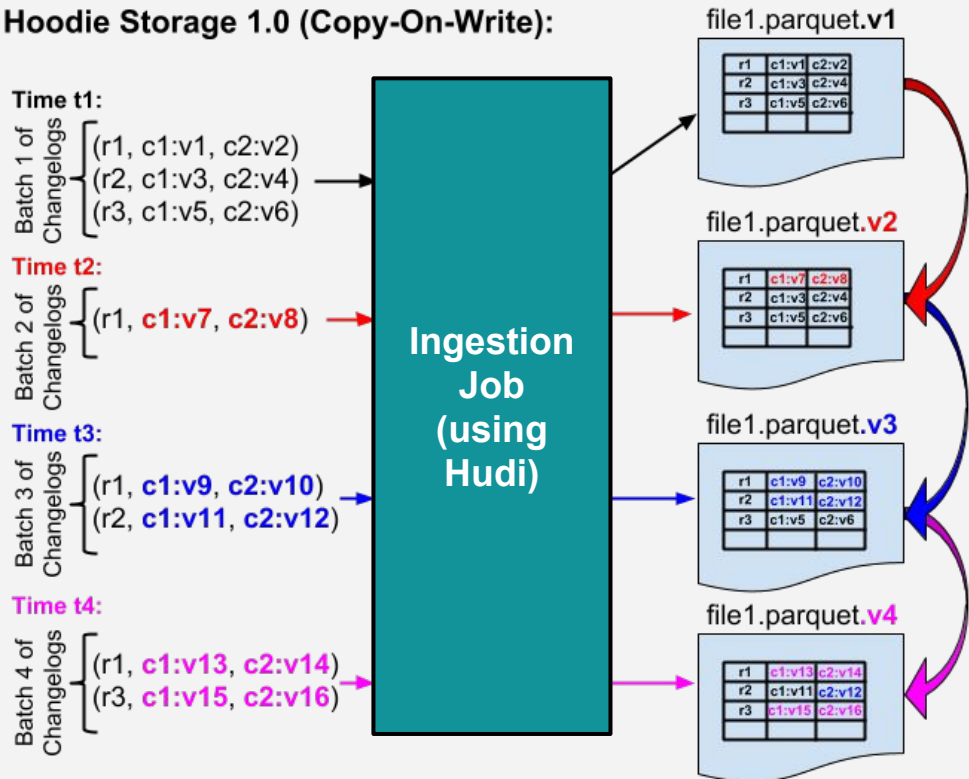 Hoodie Storage 1.0 (Copy-On-Write):
Time t1:
Batch 1 of
Changelogs
(r1, c1:v1, c2:v2)
(r2, c1:v3, c2:v4)
(r3, c1:v5, c2:v6)
Time t2:
Batch 2 of
Changelogs
(r1, c1:v7, c2:v8)
Time t3:
Batch 3 of
Changelogs
(r1, c1:v9, c2:v10)
(r2, c1:v11, c2:v12)
Time t4:
Batch 4 of
Changelogs
(r1, c1:v13, c2:v14)
(r3, c1:v15, c2:v16)
Ingestion
Job
(using
Hudi)
file1.parquet.v1
r1 c1:v1 c2:v2
r2 c1:v3 c2:v4
r3 c1:v5 c2:v6
file1.parquet.v2
r1 c1:v7 c2:v8
r2 c1:v3 c2:v4
r3 c1:v5 c2:v6
file1.parquet.v3
r1 c1:v9 c2:v10
r2 c1:v11 c2:v12
r3 c1:v5 c2:v6
file1.parquet.v4
r1 c1:v13 c2:v14
r2 c1:v11 c2:v12
r3 c1:v15 c2:v16